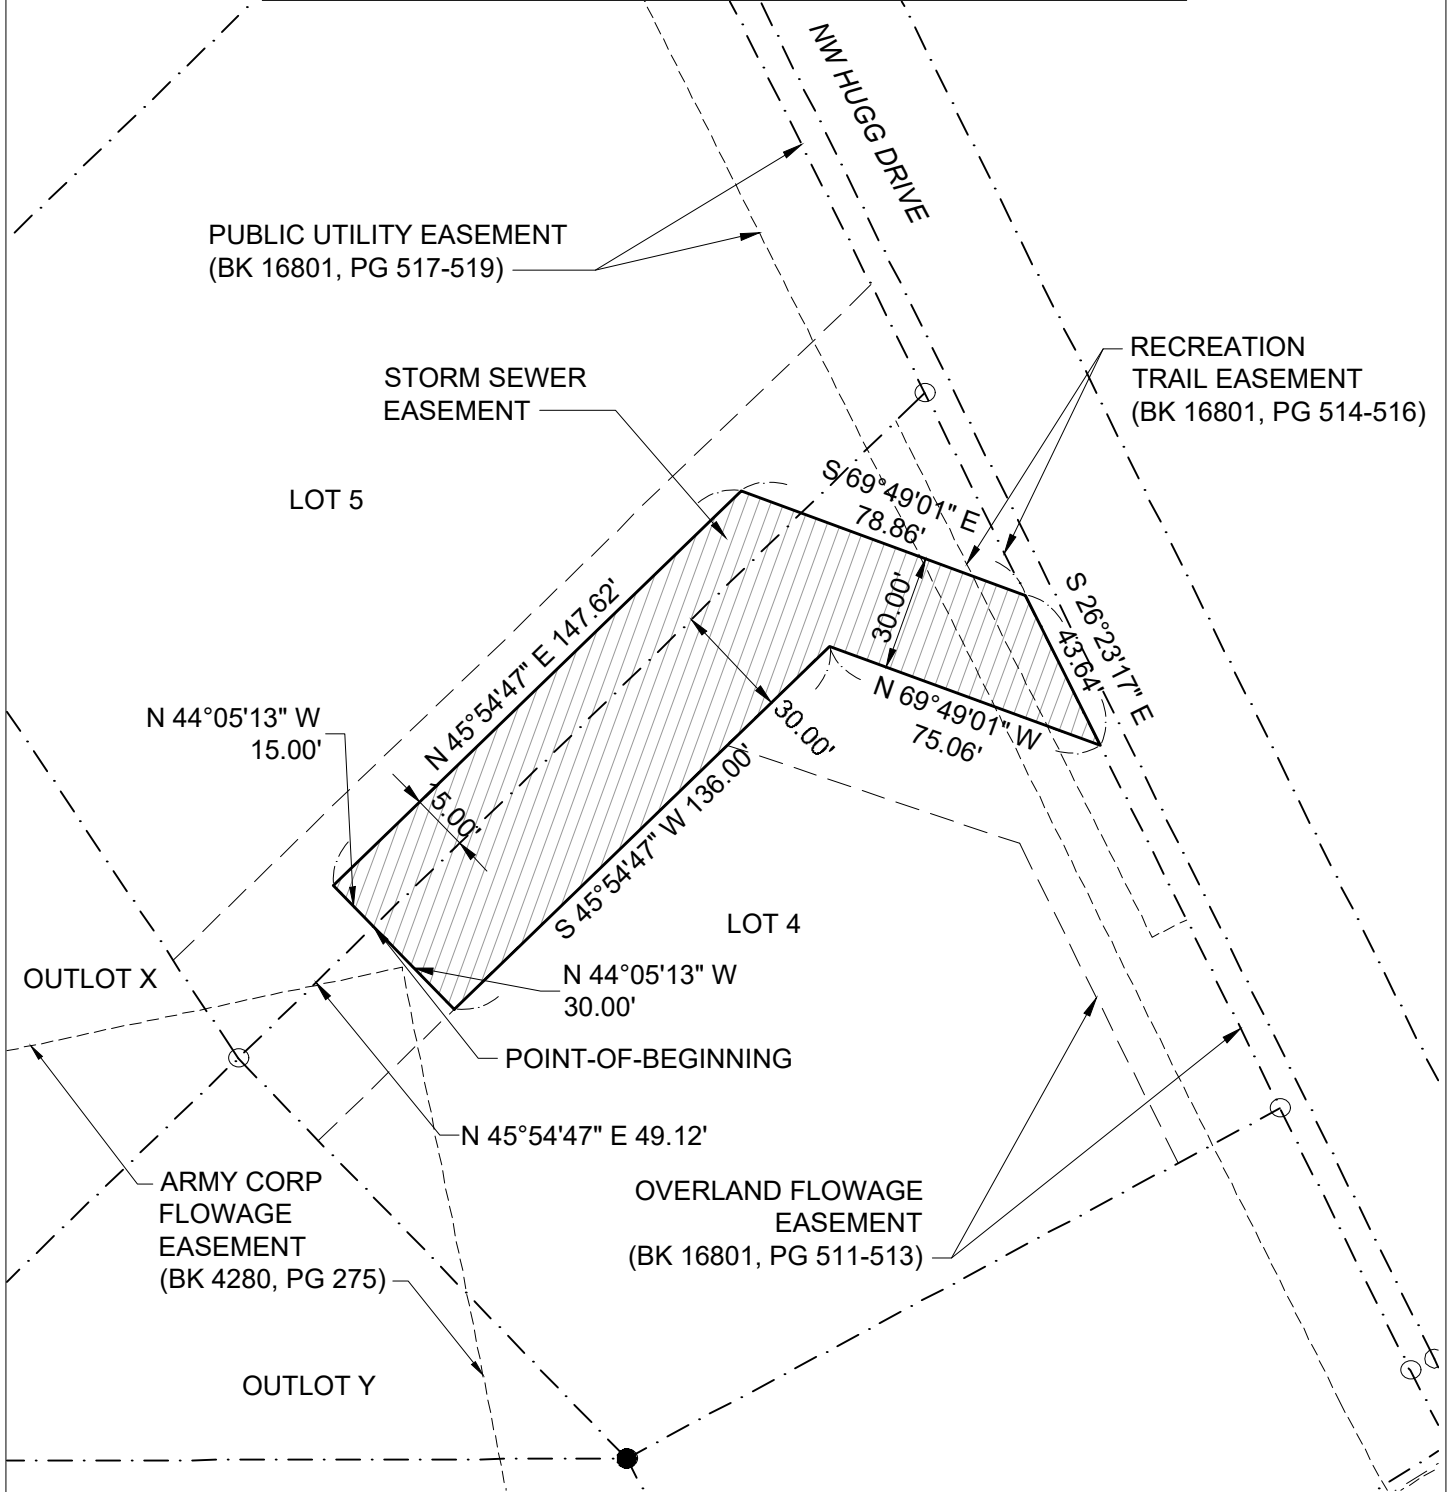 NW HUGG DRIVE
PUBLIC UTILITY EASEMENT
(BK 16801, PG 517-519)
RECREATION
TRAIL EASEMENT
(BK 16801, PG 514-516)
STORM SEWER
EASEMENT
LOT 5
S 69°49'01" E
78.86'
S 26°23'17" E
43.64'
30.00'
N 45°54'47" E 147.62'
N 69°49'01" W
75.06'
N 44°05'13" W
15.00'
30.00'
5.00'
S 45°54'47" W 136.00'
LOT 4
OUTLOT X
N 44°05'13" W
30.00'
POINT-OF-BEGINNING
N 45°54'47" E 49.12'
ARMY CORP
FLOWAGE
EASEMENT
(BK 4280, PG 275)
OVERLAND FLOWAGE
EASEMENT
(BK 16801, PG 511-513)
OUTLOT Y